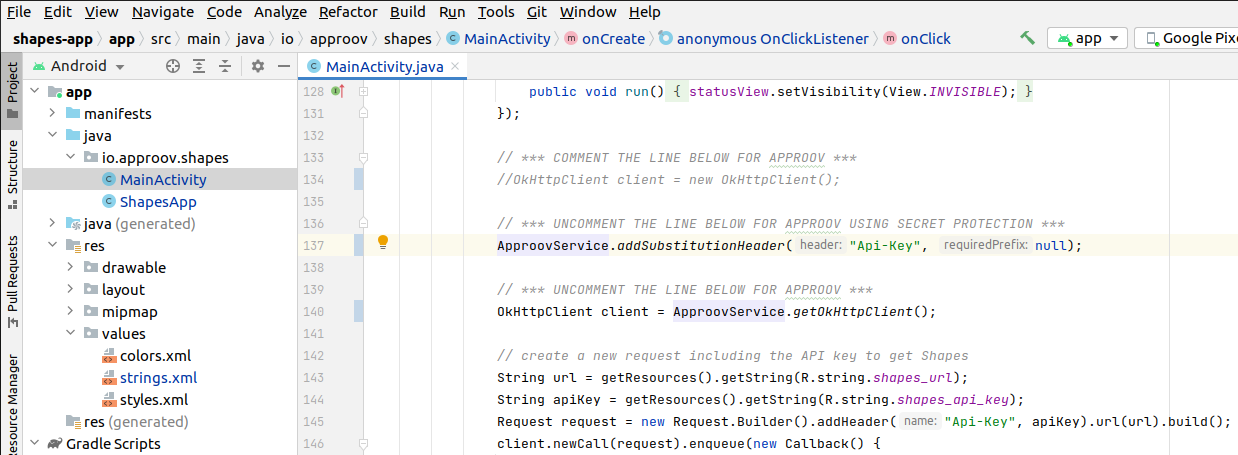 File Edit View Navigate Code Analyze Refactor Build Run Tools Git Window Help
shapes-app app src main java io approov shapes MainActivity onCreate anonymous OnClickListener onClick app Google Pix
Project
Structure
Pull Requests
Resource Manager
Android
app
manifests
java
io.approov.shapes
MainActivity
ShapesApp
java (generated)
res
drawable
layout
mipmap
values
colors.xml
strings.xml
styles.xml
res (generated)
Gradle Scripts
MainActivity.java
128 public void run() { statusView.setVisibility(View.INVISIBLE); }
131 });
132
133 // *** COMMENT THE LINE BELOW FOR APPROOV ***
134 //OkHttpClient client = new OkHttpClient();
135
136 // *** UNCOMMENT THE LINE BELOW FOR APPROOV USING SECRET PROTECTION ***
137 ApproovService.addSubstitutionHeader( header: "Api-Key", requiredPrefix: null);
138
139 // *** UNCOMMENT THE LINE BELOW FOR APPROOV ***
140 OkHttpClient client = ApproovService.getOkHttpClient();
141
142 // create a new request including the API key to get Shapes
143 String url = getResources().getString(R.string.shapes_url);
144 String apiKey = getResources().getString(R.string.shapes_api_key);
145 Request request = new Request.Builder().addHeader( name: "Api-Key", apiKey).url(url).build();
146 client.newCall(request).enqueue(new Callback() {